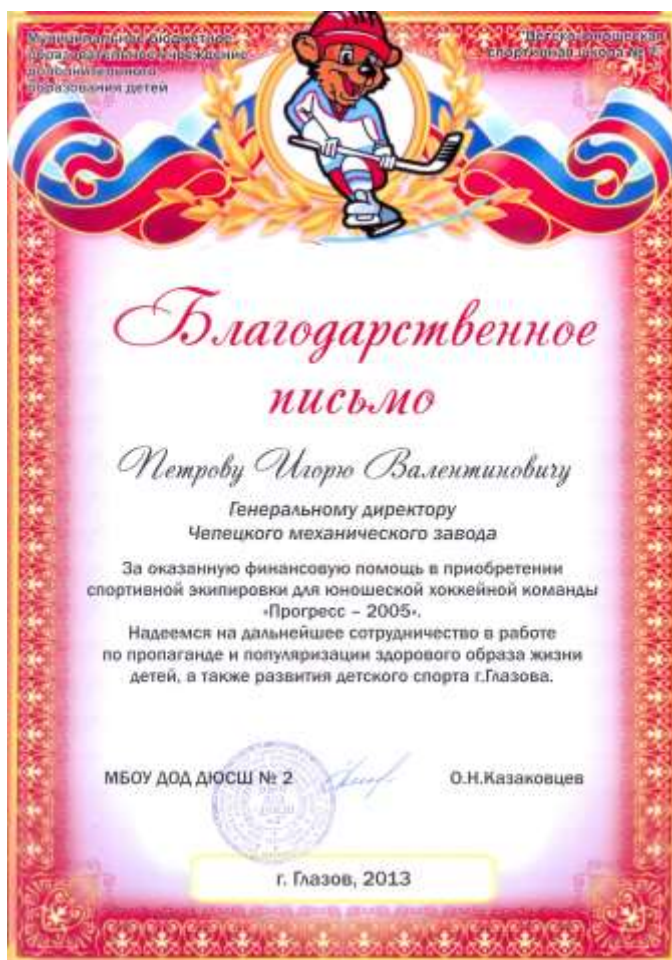 Муниципальное бюджетное
образовательное учреждение
дополнительного
образования детей
"Детско-юношеская
спортивная школа № 2"
Благодарственное
письмо
Петрову Игорю Валентиновичу
Генеральному директору
Чепецкого механического завода
За оказанную финансовую помощь в приобретении
спортивной экипировки для юношеской хоккейной команды
«Прогресс – 2005».
Надеемся на дальнейшее сотрудничество в работе
по пропаганде и популяризации здорового образа жизни
детей, а также развития детского спорта г.Глазова.
МБОУ ДОД ДЮСШ № 2
О.Н.Казаковцев
г. Глазов, 2013